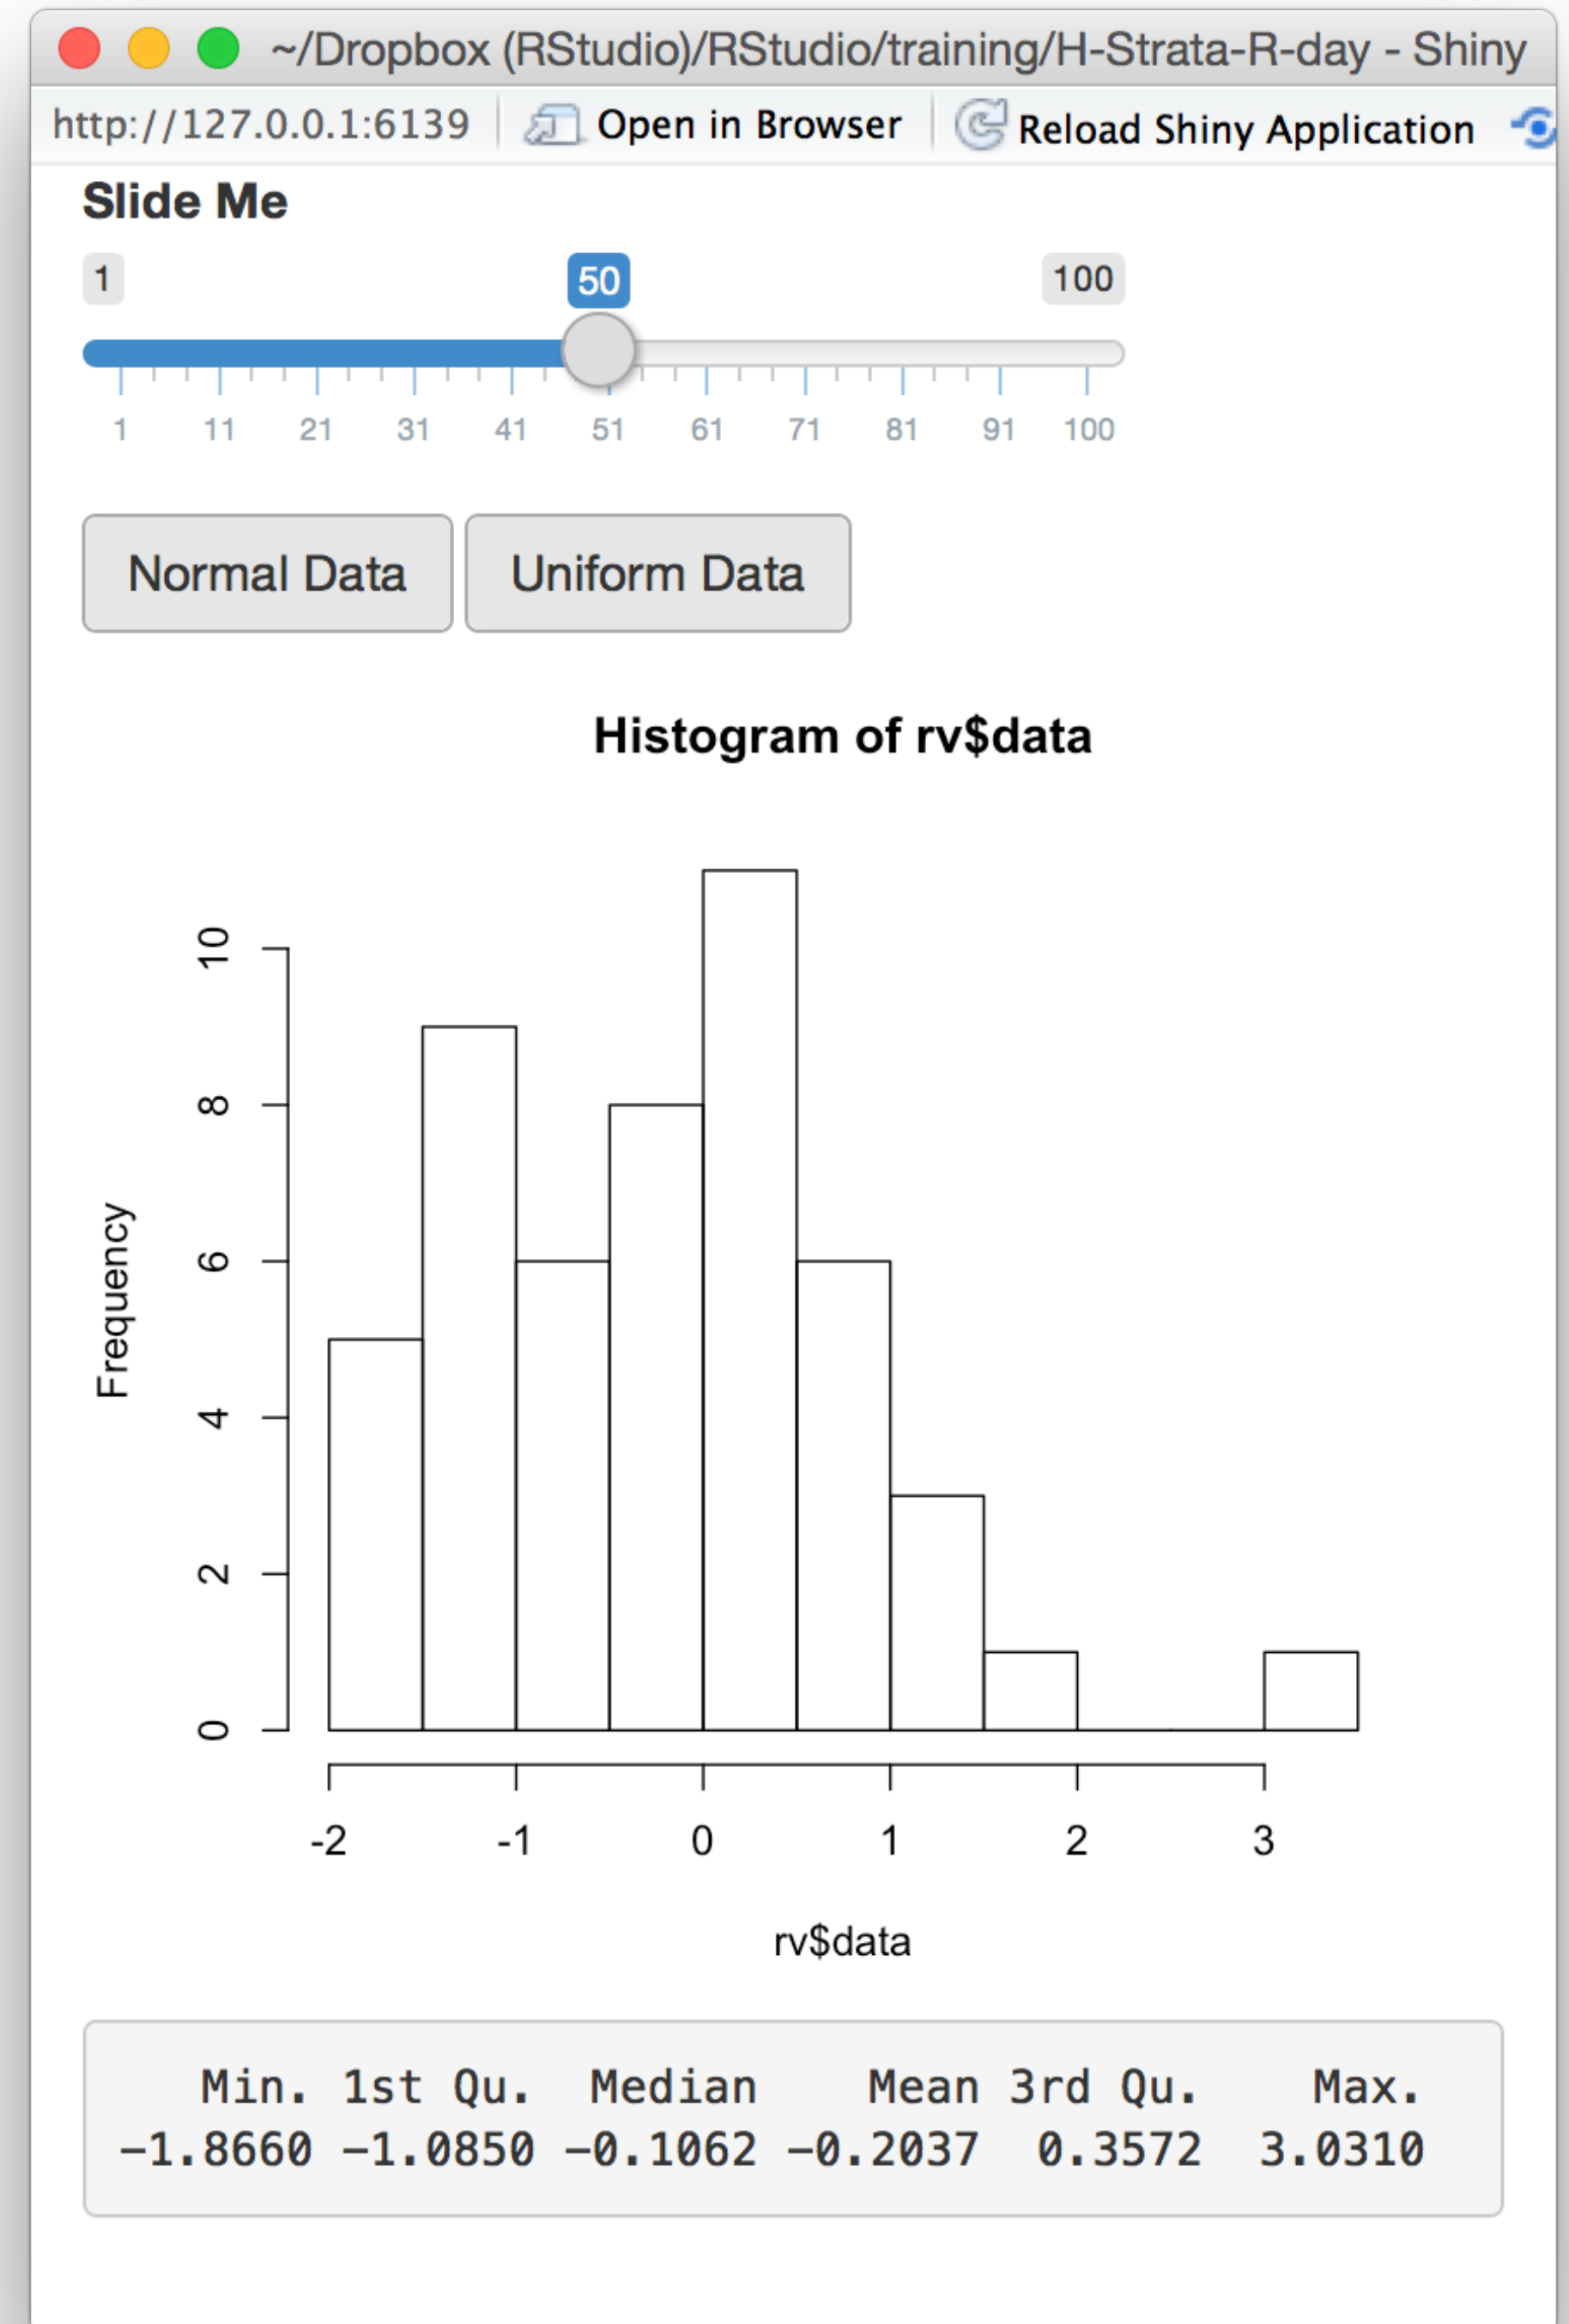 ~/Dropbox (RStudio)/RStudio/training/H-Strata-R-day - Shiny
http://127.0.0.1:6139 Open in Browser Reload Shiny Application
Slide Me
1 50 100
1 11 21 31 41 51 61 71 81 91 100
Normal Data Uniform Data
Histogram of rv$data
10
8
6
4
2
0
Frequency
-2 -1 0 1 2 3
rv$data
Min. 1st Qu. Median Mean 3rd Qu. Max.
-1.8660 -1.0850 -0.1062 -0.2037 0.3572 3.0310